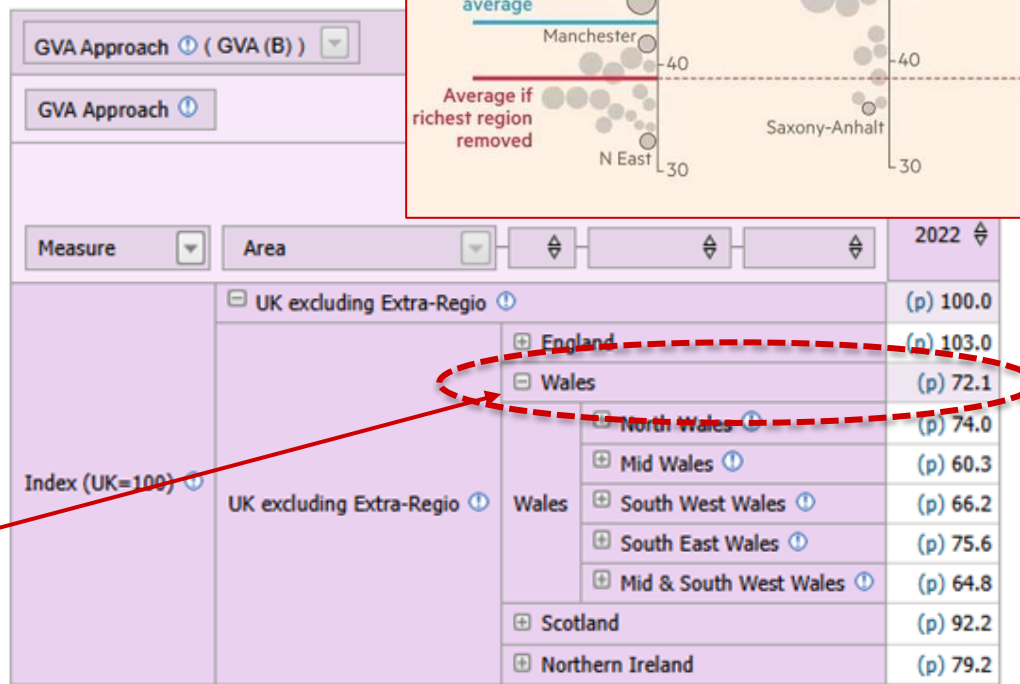 average
Manchester
40
Average if
richest region
removed
N East
30
40
Saxony-Anhalt
30
GVA Approach ( GVA (B) )
GVA Approach
Measure Area 2022
Index (UK=100)
UK excluding Extra-Regio (p) 100.0
UK excluding Extra-Regio
England (p) 103.0
Wales (p) 72.1
Wales
North Wales (p) 74.0
Mid Wales (p) 60.3
South West Wales (p) 66.2
South East Wales (p) 75.6
Mid & South West Wales (p) 64.8
Scotland (p) 92.2
Northern Ireland (p) 79.2